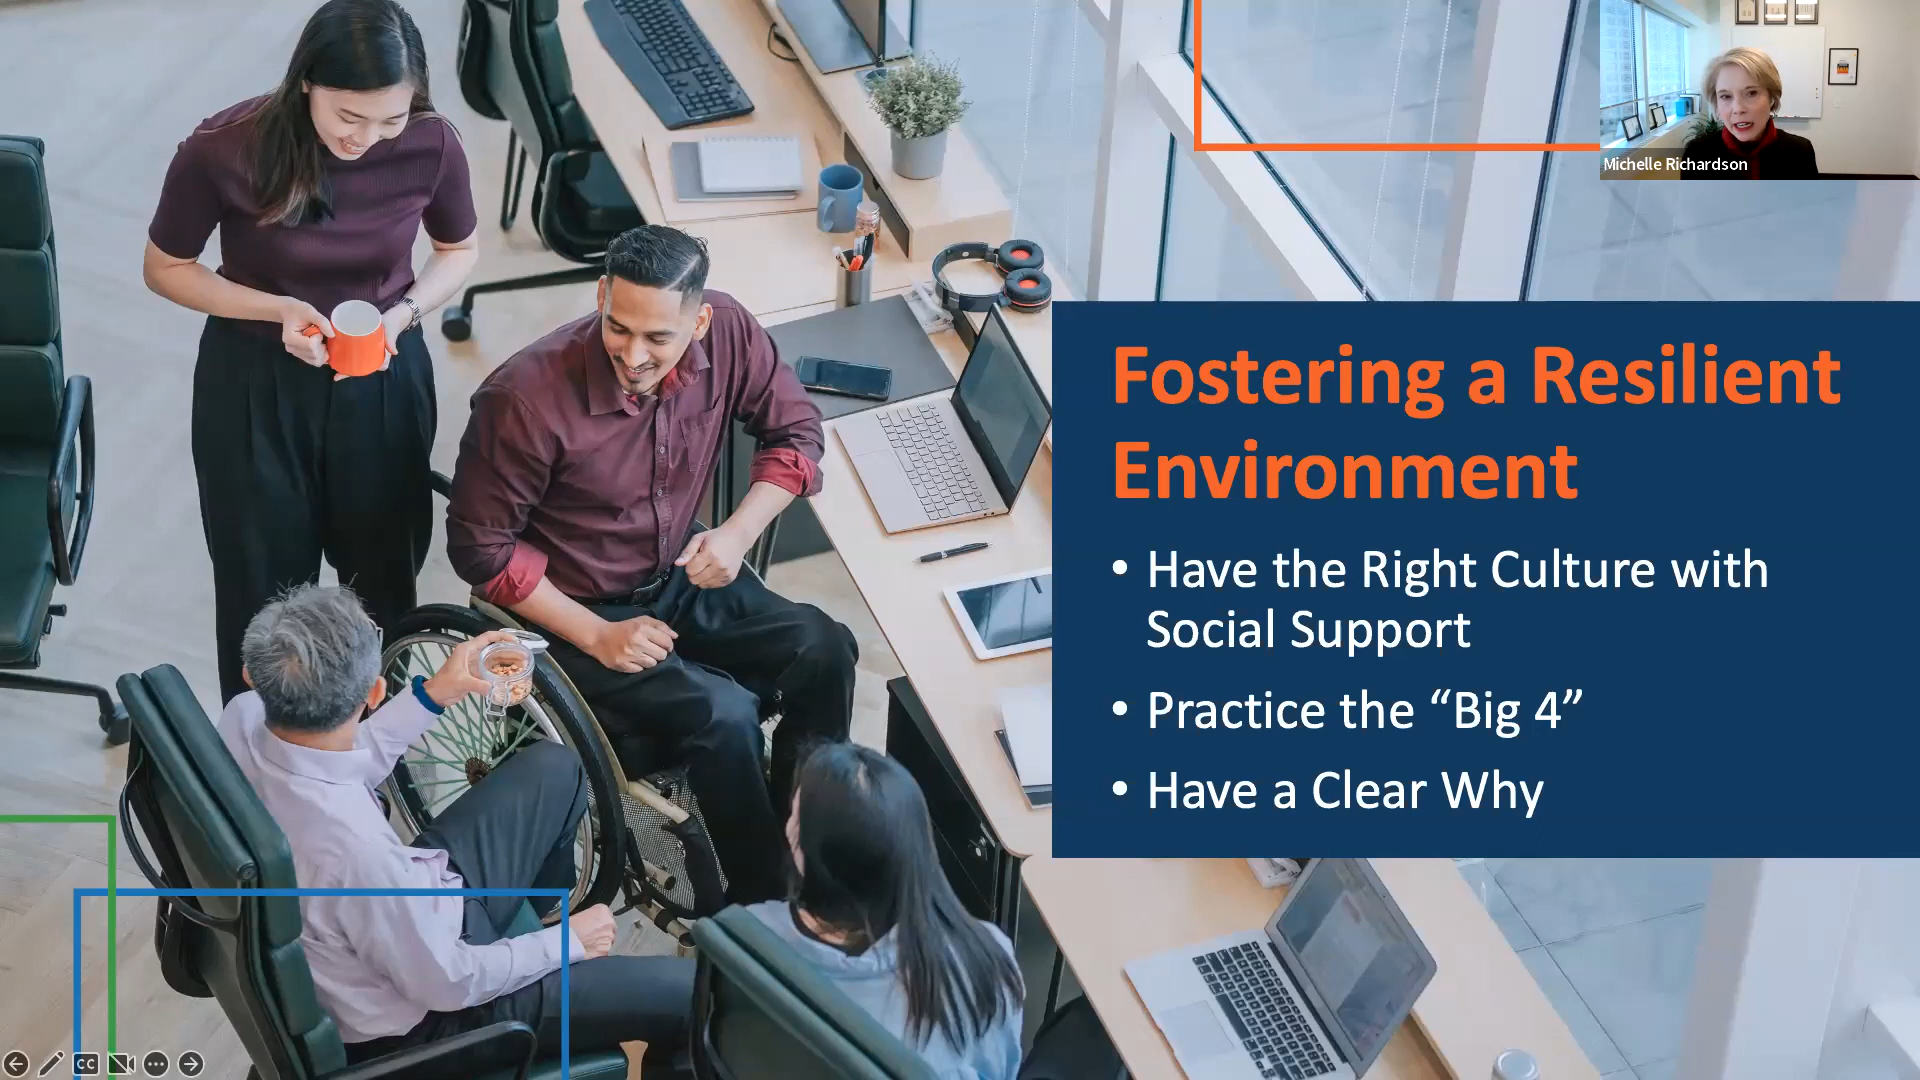 Michelle Richardson
Fostering a Resilient
Environment
• Have the Right Culture with
Social Support
• Practice the “Big 4”
• Have a Clear Why
CC